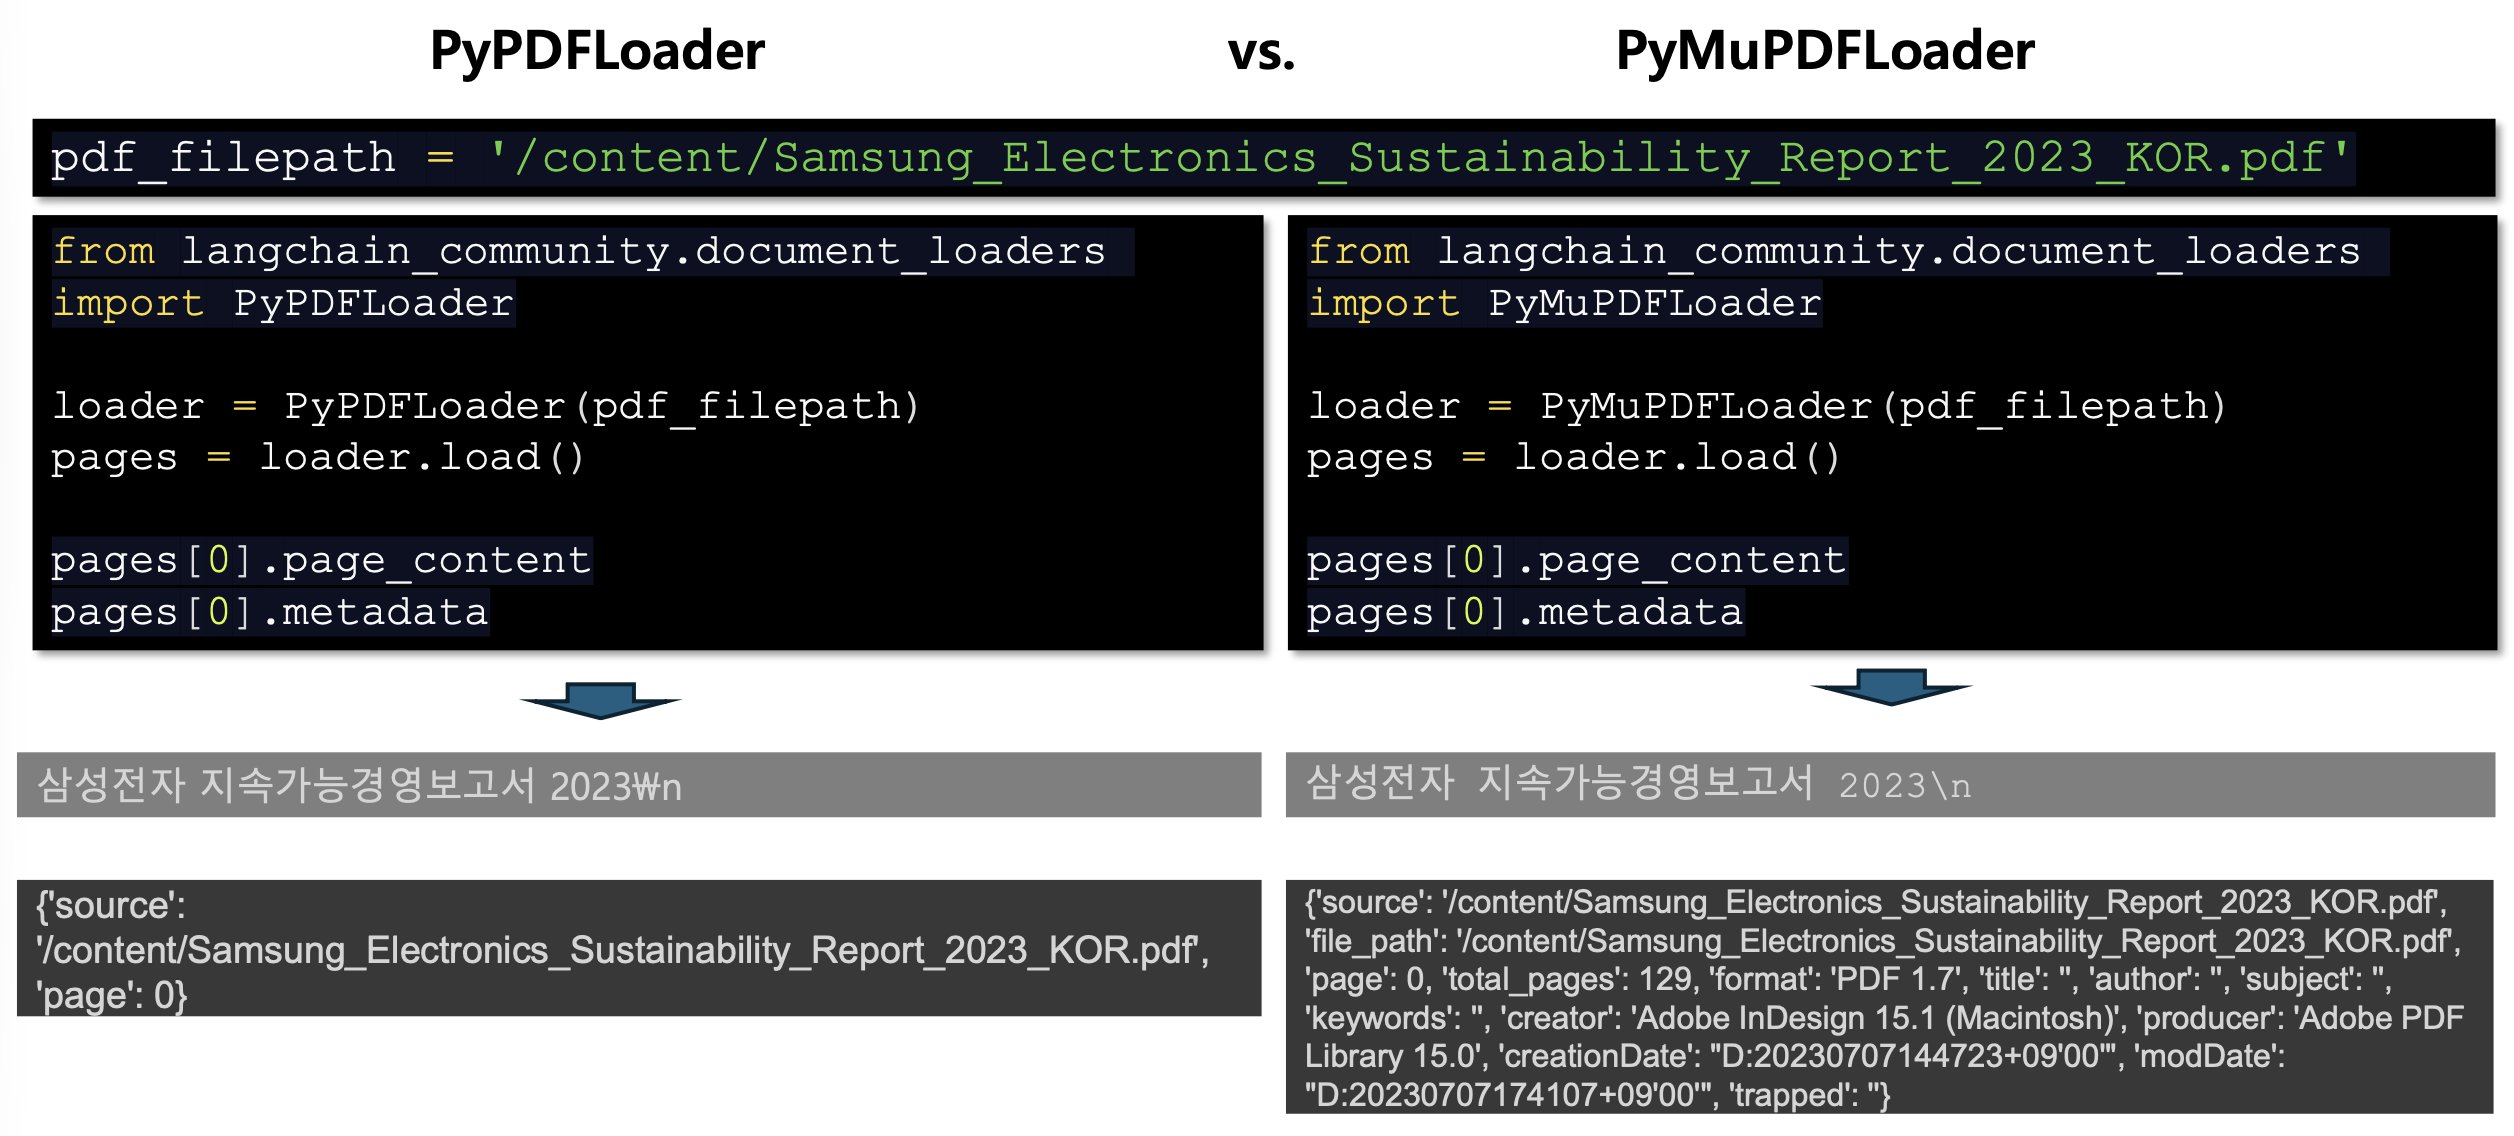 PyPDFLoader vs. PyMuPDFLoader
pdf_filepath = '/content/Samsung_Electronics_Sustainability_Report_2023_KOR.pdf'
from langchain_community.document_loaders
import PyPDFLoader
loader = PyPDFLoader(pdf_filepath)
pages = loader.load()
pages[0].page_content
pages[0].metadata
from langchain_community.document_loaders
import PyMuPDFLoader
loader = PyMuPDFLoader(pdf_filepath)
pages = loader.load()
pages[0].page_content
pages[0].metadata
삼성전자 지속가능경영보고서 2023₩n
{'source':
'/content/Samsung_Electronics_Sustainability_Report_2023_KOR.pdf',
'page': 0}
삼성전자 지속가능경영보고서 2023\n
{'source': '/content/Samsung_Electronics_Sustainability_Report_2023_KOR.pdf',
'file_path': '/content/Samsung_Electronics_Sustainability_Report_2023_KOR.pdf',
'page': 0, 'total_pages': 129, 'format': 'PDF 1.7', 'title': '', 'author': '', 'subject': '',
'keywords': '', 'creator': 'Adobe InDesign 15.1 (Macintosh)', 'producer': 'Adobe PDF
Library 15.0', 'creationDate': "D:20230707144723+09'00'", 'modDate':
"D:20230707174107+09'00'", 'trapped': ''}